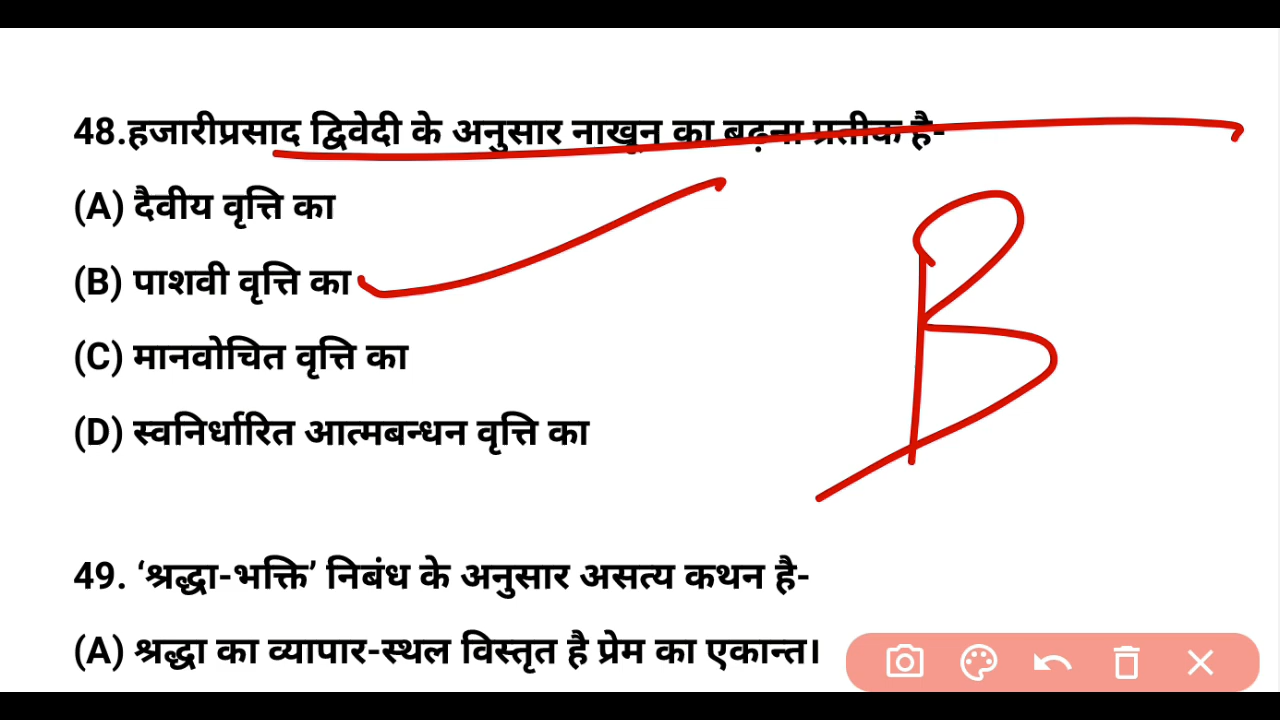 48.हजारीप्रसाद द्विवेदी के अनुसार नाखून का बढ़ना प्रतीक है-
(A) दैवीय वृत्ति का
(B) पाशवी वृत्ति का
(C) मानवोचित वृत्ति का
(D) स्वनिर्धारित आत्मबन्धन वृत्ति का
B
49. ‘श्रद्धा-भक्ति’ निबंध के अनुसार असत्य कथन है-
(A) श्रद्धा का व्यापार-स्थल विस्तृत है प्रेम का एकान्त।